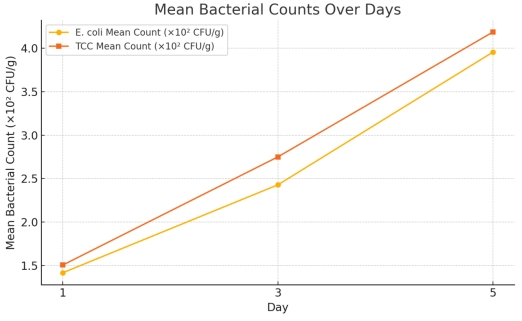 Mean Bacterial Counts Over Days
E. coli Mean Count (×10² CFU/g)
TCC Mean Count (×10² CFU/g)
Mean Bacterial Count (×10² CFU/g)
4.0
3.5
3.0
2.5
2.0
1.5
1 3 5
Day